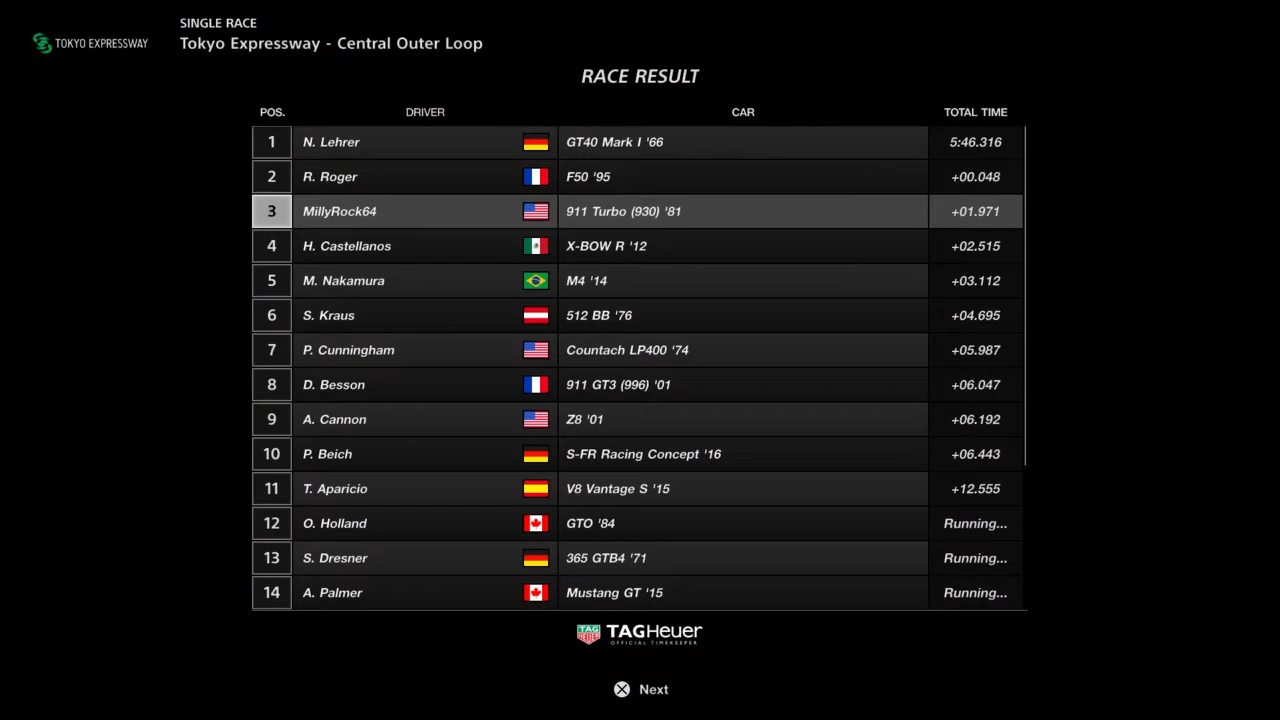 SINGLE RACE
TOKYO EXPRESSWAY
Tokyo Expressway - Central Outer Loop
RACE RESULT
POS. DRIVER CAR TOTAL TIME
1 N. Lehrer GT40 Mark I '66 5:46.316
2 R. Roger F50 '95 +00.048
3 MillyRock64 911 Turbo (930) '81 +01.971
4 H. Castellanos X-BOW R '12 +02.515
5 M. Nakamura M4 '14 +03.112
6 S. Kraus 512 BB '76 +04.695
7 P. Cunningham Countach LP400 '74 +05.987
8 D. Besson 911 GT3 (996) '01 +06.047
9 A. Cannon Z8 '01 +06.192
10 P. Beich S-FR Racing Concept '16 +06.443
11 T. Aparicio V8 Vantage S '15 +12.555
12 O. Holland GTO '84 Running...
13 S. Dresner 365 GTB4 '71 Running...
14 A. Palmer Mustang GT '15 Running...
TAG HEUER TAGHeuer
OFFICIAL TIMEKEEPER
Next